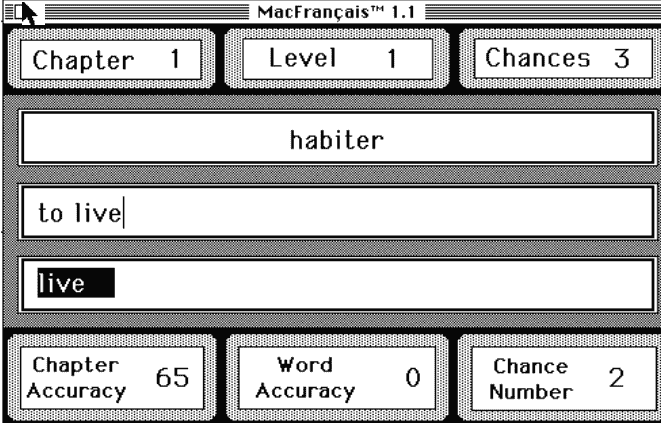 MacFrançais™ 1.1
Chapter 1 Level 1 Chances 3
habiter
to live
live
Chapter Accuracy 65 Word Accuracy 0 Chance Number 2